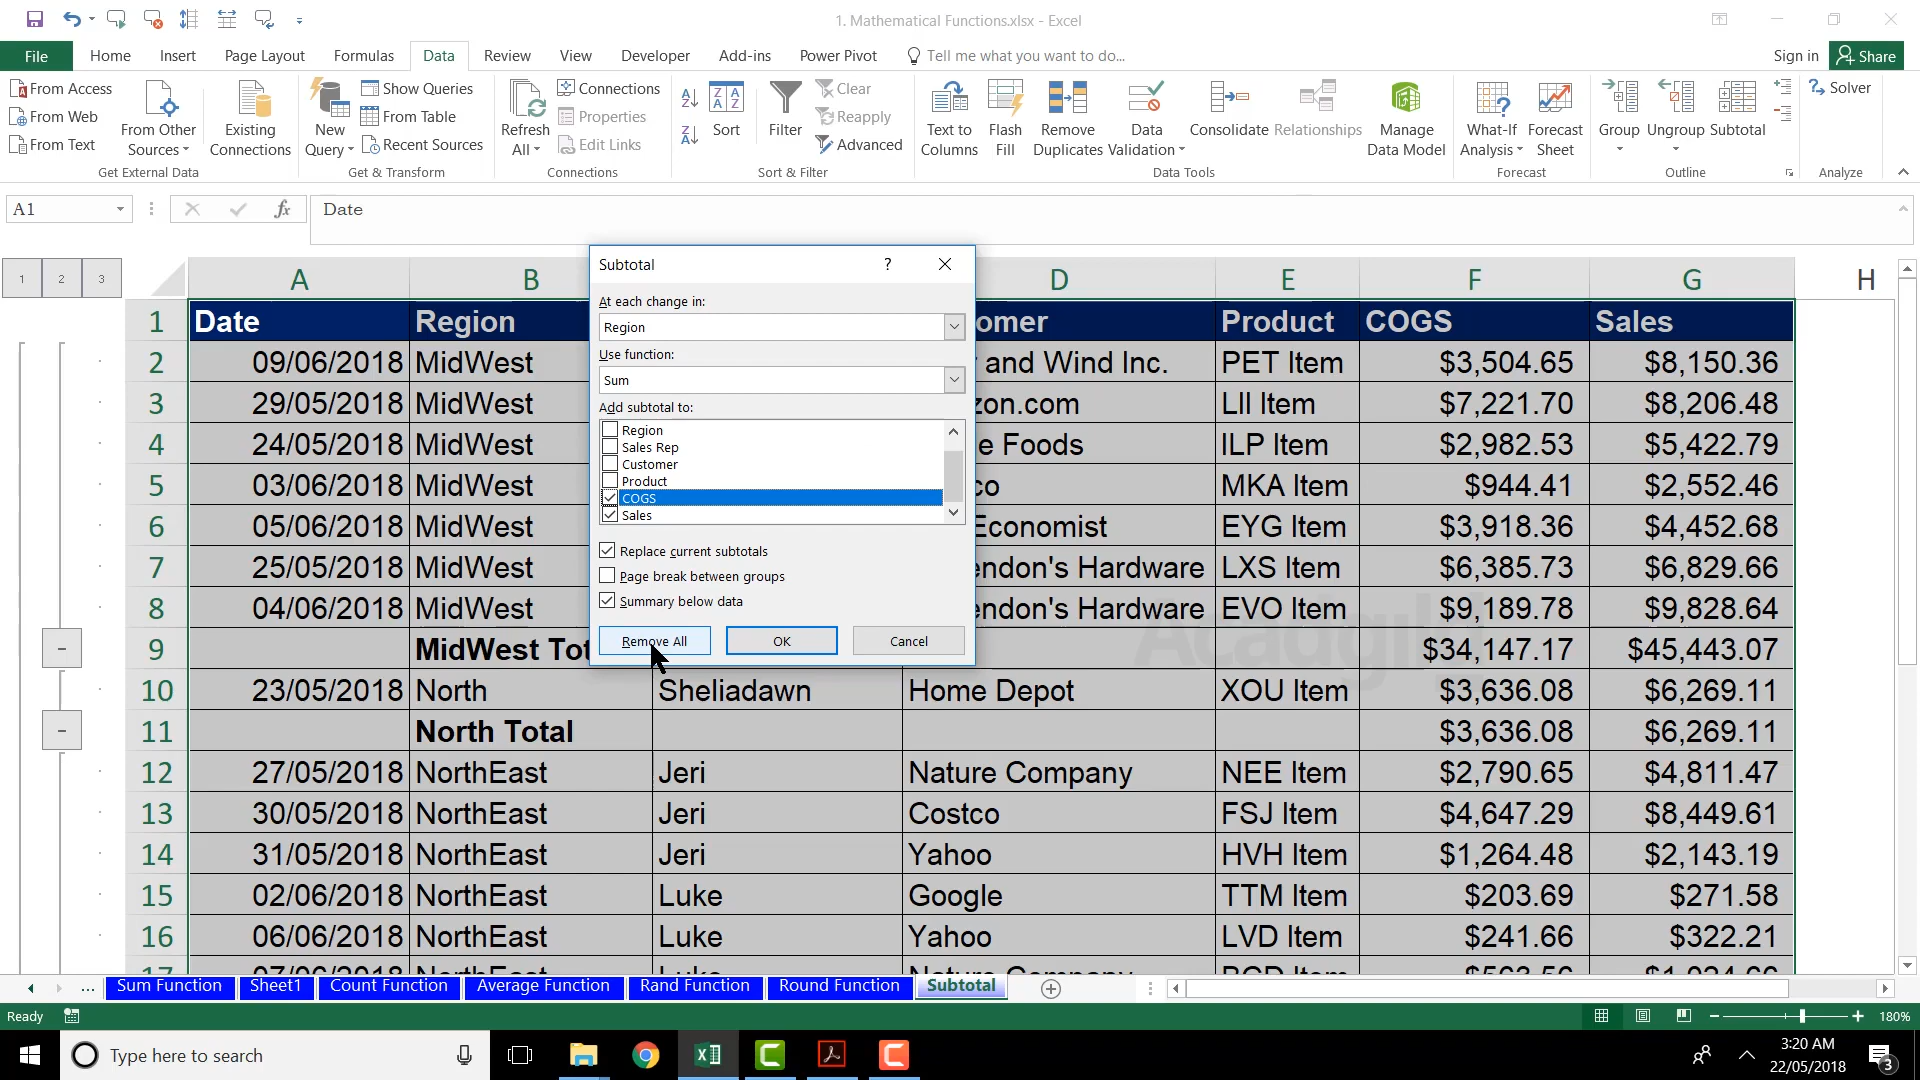 1. Mathematical Functions.xlsx - Excel
File Home Insert Page Layout Formulas Data Review View Developer Add-ins Power Pivot Tell me what you want to do... Sign in Share
From Access
From Web
From Text
From Other Sources
Existing Connections
Get External Data
New Query
Show Queries
From Table
Recent Sources
Get & Transform
Refresh All
Connections
Properties
Edit Links
Connections
Sort
Filter
Clear
Reapply
Advanced
Sort & Filter
Text to Columns
Flash Fill
Remove Duplicates
Data Validation
Consolidate
Relationships
Manage Data Model
Data Tools
What-If Analysis
Forecast Sheet
Forecast
Group
Ungroup
Subtotal
Outline
Solver
Analyze
A1 fx Date
Subtotal ?
At each change in:
Region
Use function:
Sum
Add subtotal to:
Region
Sales Rep
Customer
Product
COGS
Sales
Replace current subtotals
Page break between groups
Summary below data
Remove All OK Cancel
1 2 3 A B D E F G H
1 Date Region omer Product COGS Sales
2 09/06/2018 MidWest and Wind Inc. PET Item $3,504.65 $8,150.36
3 29/05/2018 MidWest zon.com LII Item $7,221.70 $8,206.48
4 24/05/2018 MidWest e Foods ILP Item $2,982.53 $5,422.79
5 03/06/2018 MidWest co MKA Item $944.41 $2,552.46
6 05/06/2018 MidWest Economist EYG Item $3,918.36 $4,452.68
7 25/05/2018 MidWest endon's Hardware LXS Item $6,385.73 $6,829.66
8 04/06/2018 MidWest endon's Hardware EVO Item $9,189.78 $9,828.64
9 MidWest Tot $34,147.17 $45,443.07
10 23/05/2018 North Sheliadawn Home Depot XOU Item $3,636.08 $6,269.11
11 North Total $3,636.08 $6,269.11
12 27/05/2018 NorthEast Jeri Nature Company NEE Item $2,790.65 $4,811.47
13 30/05/2018 NorthEast Jeri Costco FSJ Item $4,647.29 $8,449.61
14 31/05/2018 NorthEast Jeri Yahoo HVH Item $1,264.48 $2,143.19
15 02/06/2018 NorthEast Luke Google TTM Item $203.69 $271.58
16 06/06/2018 NorthEast Luke Yahoo LVD Item $241.66 $322.21
Acadgild
... Sum Function Sheet1 Count Function Average Function Rand Function Round Function Subtotal
Ready 180%
Type here to search
3:20 AM
22/05/2018
3